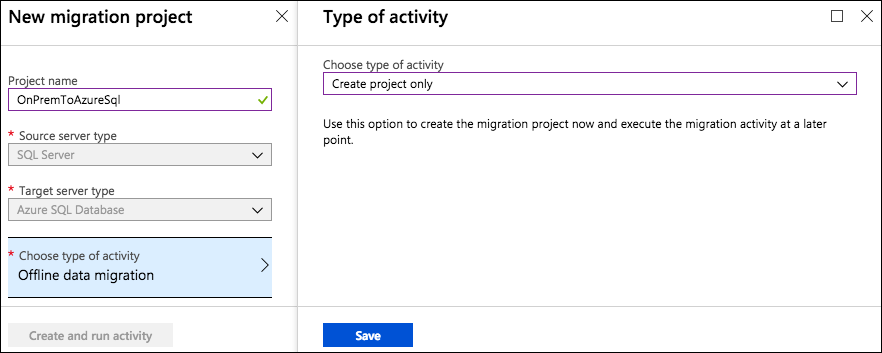 New migration project
Project name
OnPremToAzureSql
* Source server type
SQL Server
* Target server type
Azure SQL Database
* Choose type of activity
Offline data migration
Create and run activity
Type of activity
Choose type of activity
Create project only
Use this option to create the migration project now and execute the migration activity at a later
point.
Save